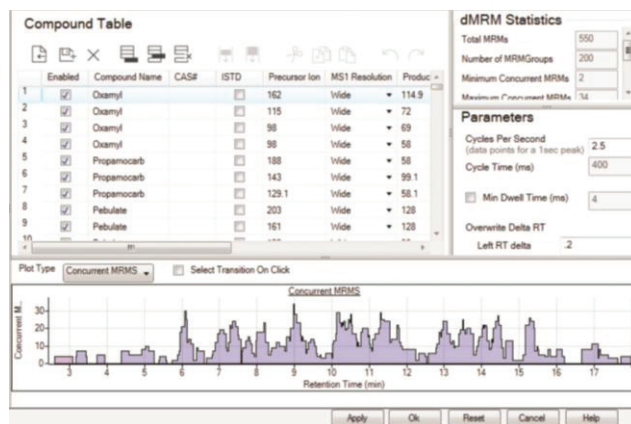 Compound Table
Enabled Compound Name CAS# ISTD Precursor Ion MS1 Resolution Produc
1 Oxamyl 162 Wide 114.9
2 Oxamyl 115 Wide 72
3 Oxamyl 98 Wide 69
4 Oxamyl 98 Wide 58
5 Propamocarb 188 Wide 58
6 Propamocarb 143 Wide 99.1
7 Propamocarb 129.1 Wide 58.1
8 Pebulate 203 Wide 128
9 Pebulate 161 Wide 128
10
dMRM Statistics
Total MRMs 550
Number of MRMGroups 200
Minimum Concurrent MRMs 2
Maximum Concurrent MRMs 34
Parameters
Cycles Per Second 2.5
(data points for a 1sec peak)
Cycle Time (ms) 400
Min Dwell Time (ms) 4
Overwrite Delta RT
Left RT delta .2
Plot Type Concurrent MRMS Select Transition On Click
Concurrent MRMS
Concurrent M...
30
20
10
0
3 4 5 6 7 8 9 10 11 12 13 14 15 16 17
Retention Time (min)
Apply Ok Reset Cancel Help